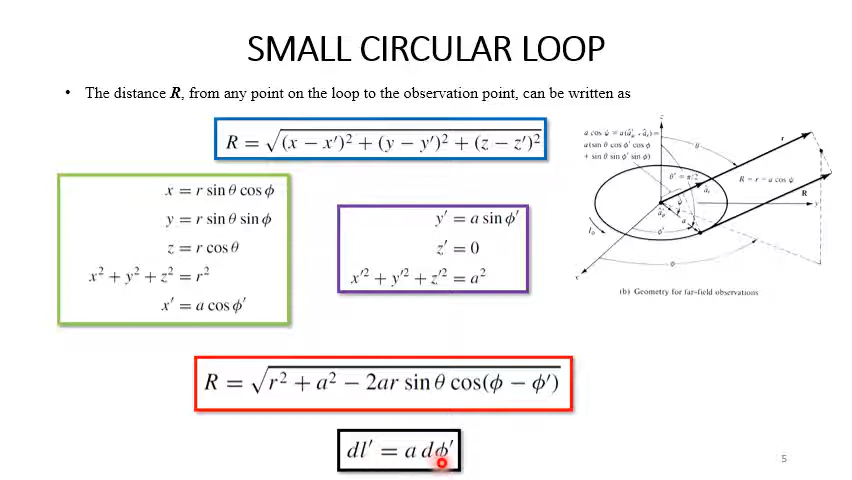 SMALL CIRCULAR LOOP
• The distance R, from any point on the loop to the observation point, can be written as
R = √(x − x′)² + (y − y′)² + (z − z′)²
x = r sin θ cos ϕ
y = r sin θ sin ϕ
z = r cos θ
x² + y² + z² = r²
x′ = a cos ϕ′
y′ = a sin ϕ′
z′ = 0
x′² + y′² + z′² = a²
a cos ψ = a(âρ′ · âr) =
a(sin θ cos ϕ′ cos ϕ
+ sin θ sin ϕ′ sin ϕ)
z
θ
r
θ′ = π/2
R = r − a cos ψ
âr
R
ψ
y
a
ϕ′
I₀
ϕ
x
(b) Geometry for far-field observations
R = √r² + a² − 2ar sin θ cos(ϕ − ϕ′)
dl′ = a dϕ′
5